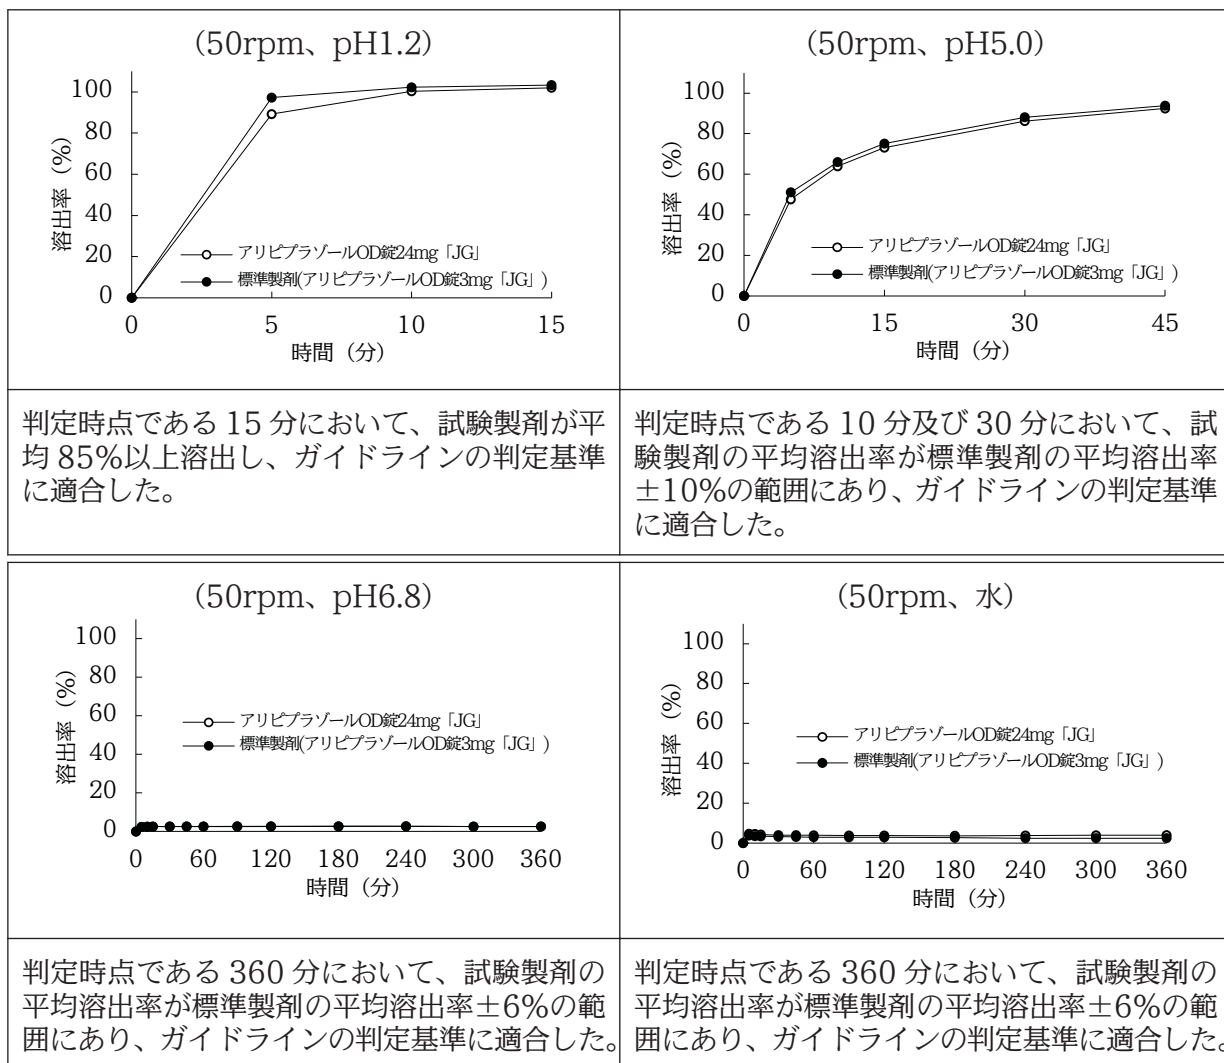 (50rpm、pH1.2)
100
80
60
40
20
0
溶出率 (%)
アリピプラゾールOD錠24mg「JG」
標準製剤(アリピプラゾールOD錠3mg「JG」)
0 5 10 15
時間 (分)
(50rpm、pH5.0)
100
80
60
40
20
0
溶出率 (%)
アリピプラゾールOD錠24mg「JG」
標準製剤(アリピプラゾールOD錠3mg「JG」)
0 15 30 45
時間 (分)
判定時点である 15 分において、試験製剤が平
均 85%以上溶出し、ガイドラインの判定基準
に適合した。
判定時点である 10 分及び 30 分において、試
験製剤の平均溶出率が標準製剤の平均溶出率
±10%の範囲にあり、ガイドラインの判定基準
に適合した。
(50rpm、pH6.8)
100
80
60
40
20
0
溶出率 (%)
アリピプラゾールOD錠24mg「JG」
標準製剤(アリピプラゾールOD錠3mg「JG」)
0 60 120 180 240 300 360
時間 (分)
(50rpm、水)
100
80
60
40
20
0
溶出率 (%)
アリピプラゾールOD錠24mg「JG」
標準製剤(アリピプラゾールOD錠3mg「JG」)
0 60 120 180 240 300 360
時間 (分)
判定時点である 360 分において、試験製剤の
平均溶出率が標準製剤の平均溶出率±6%の範
囲にあり、ガイドラインの判定基準に適合した。
判定時点である 360 分において、試験製剤の
平均溶出率が標準製剤の平均溶出率±6%の範
囲にあり、ガイドラインの判定基準に適合した。